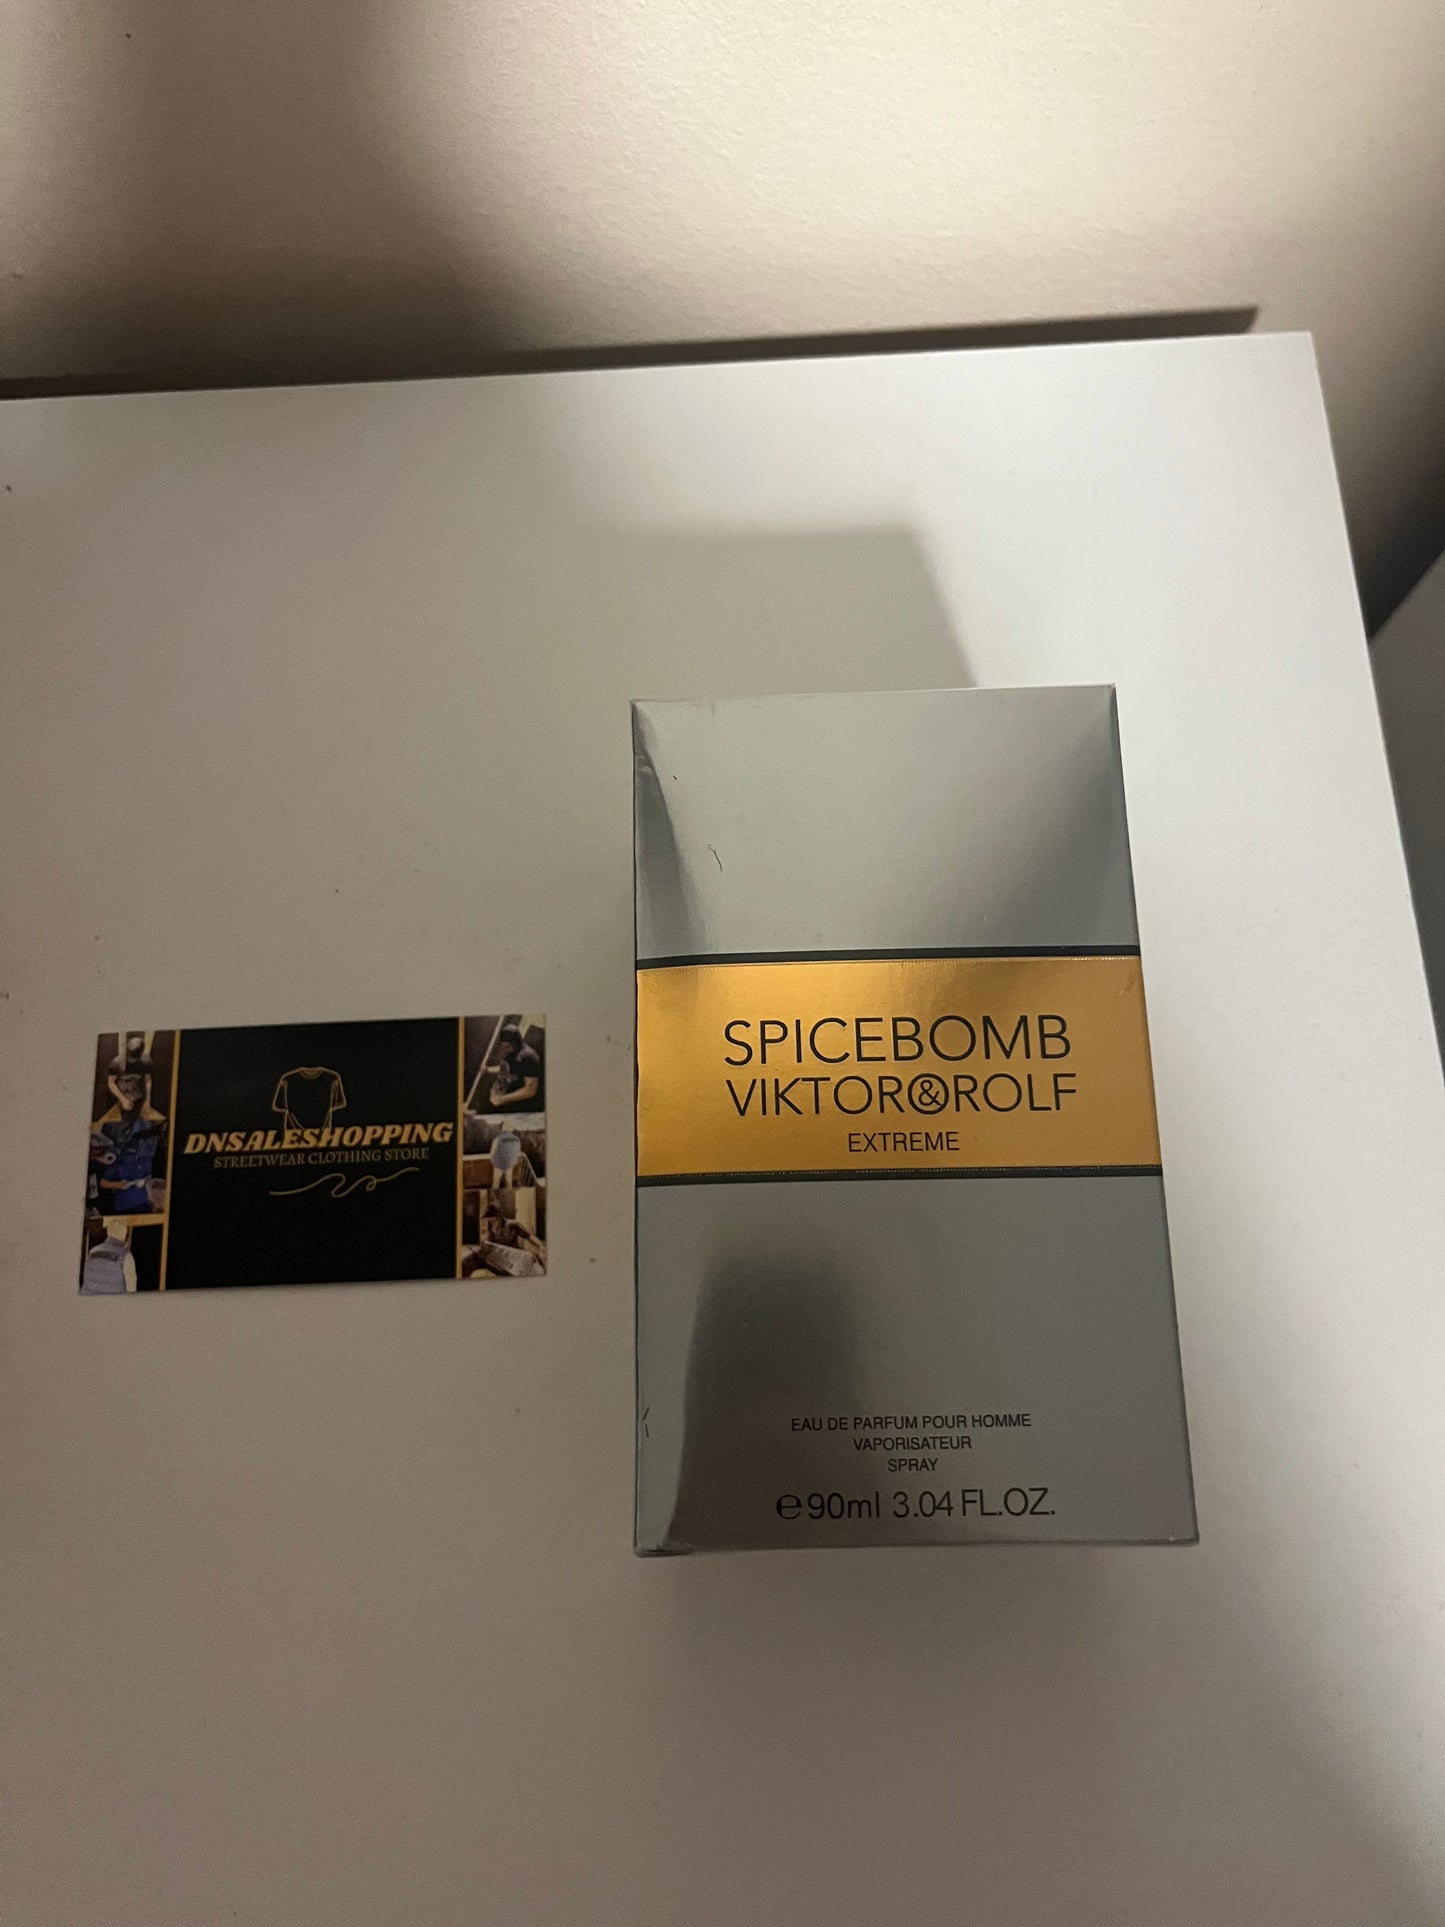 DNSALESHOPPING
STREETWEAR CLOTHING STORE
SPICEBOMB
VIKTOR&ROLF
EXTREME
EAU DE PARFUM POUR HOMME
VAPORISATEUR
SPRAY
℮90ml 3.04 FL.OZ.